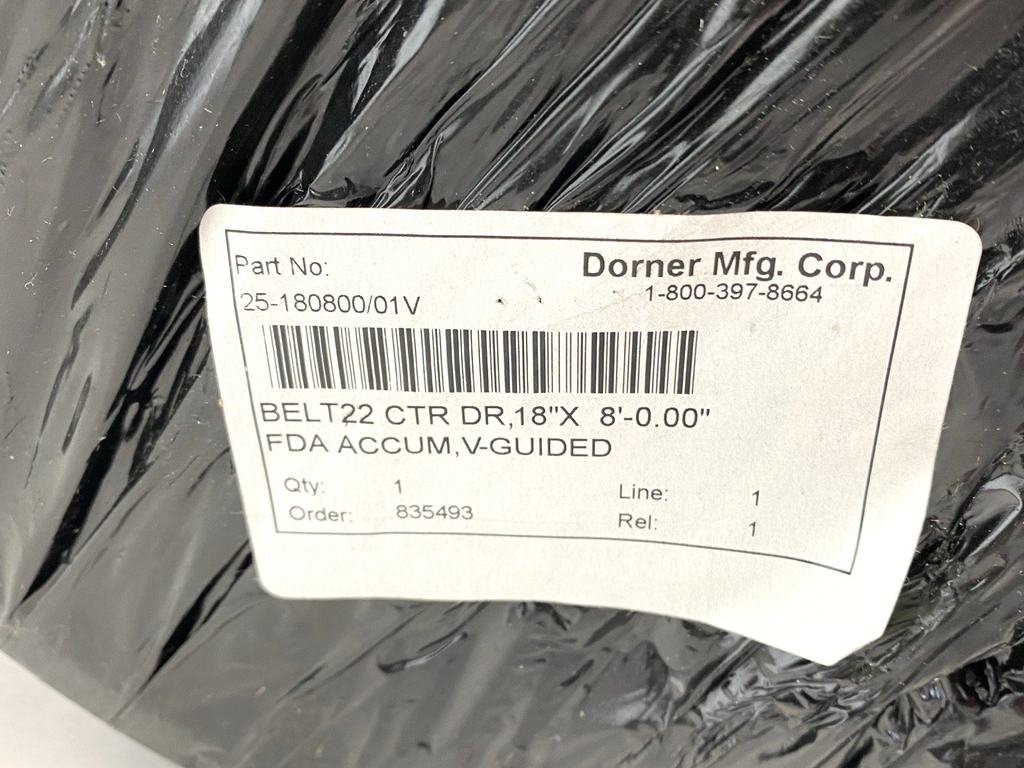 Part No:
Dorner Mfg. Corp.
25-180800/01V
1-800-397-8664
BELT22 CTR DR,18"X  8'-0.00"
FDA ACCUM,V-GUIDED
Qty: 1 Line: 1
Order: 835493 Rel: 1